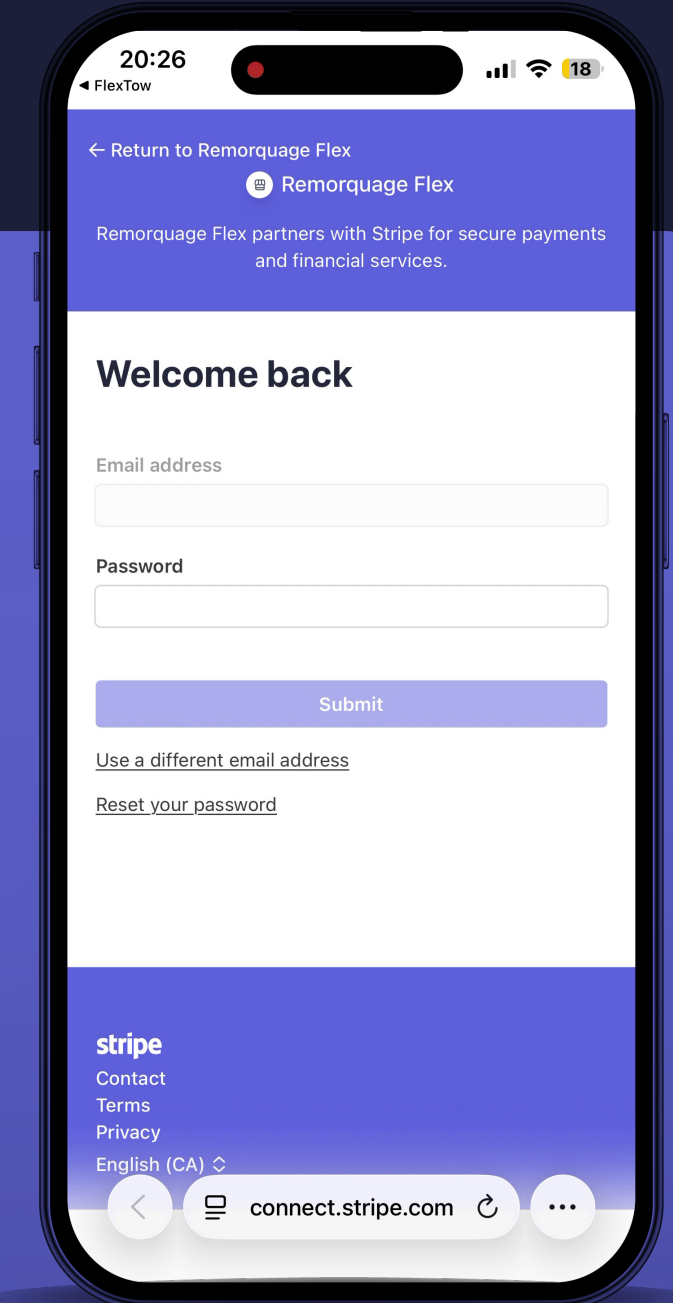 20:26
18
◀ FlexTow
← Return to Remorquage Flex
Remorquage Flex
Remorquage Flex partners with Stripe for secure payments
and financial services.
Welcome back
Email address
Password
Submit
Use a different email address
Reset your password
stripe
Contact
Terms
Privacy
English (CA)
connect.stripe.com